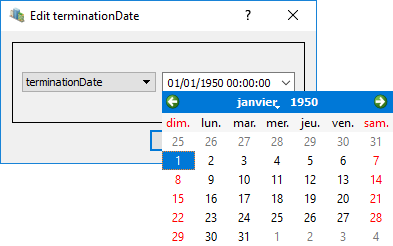 Edit terminationDate
terminationDate 01/01/1950 00:00:00
janvier, 1950
dim. lun. mar. mer. jeu. ven. sam.
25 26 27 28 29 30 31
1 2 3 4 5 6 7
8 9 10 11 12 13 14
15 16 17 18 19 20 21
22 23 24 25 26 27 28
29 30 31 1 2 3 4